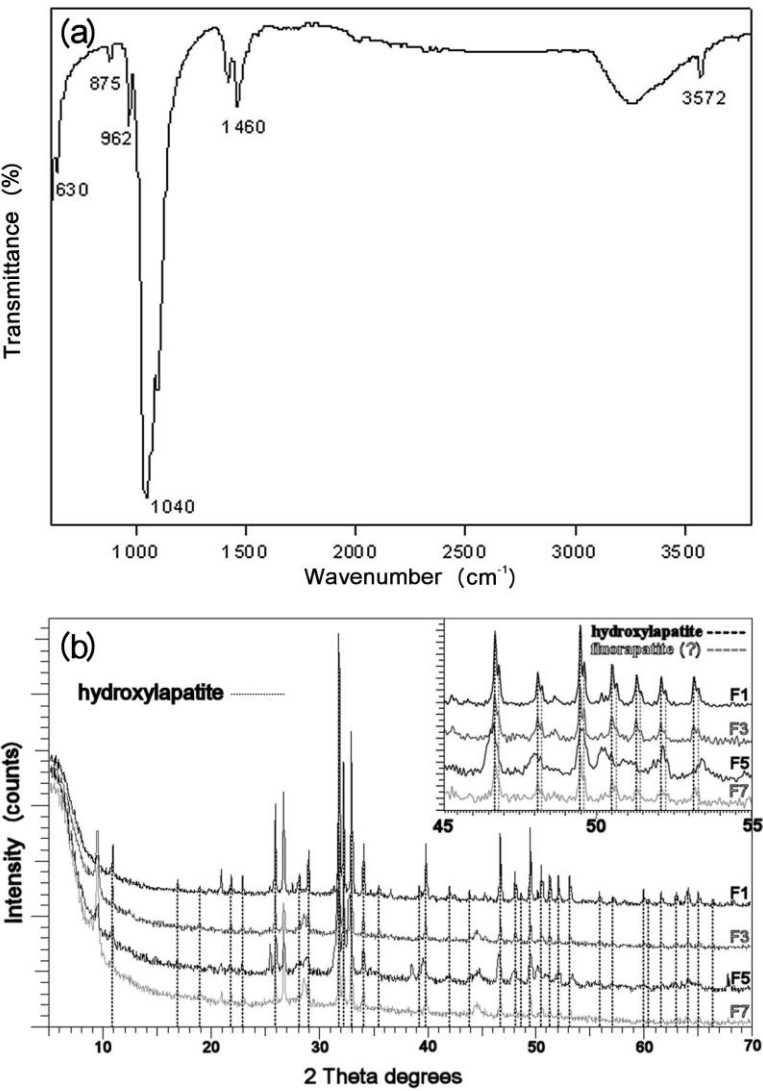 (a)
875
962
630
1460
3572
1040
Transmittance (%)
1000 1500 2000 2500 3000 3500
Wavenumber (cm-1)
(b)
hydroxylapatite
hydroxylapatite
fluorapatite (?)
F1
F3
F5
F7
45 50 55
F1
F3
F5
F7
Intensity (counts)
10 20 30 40 50 60 70
2 Theta degrees